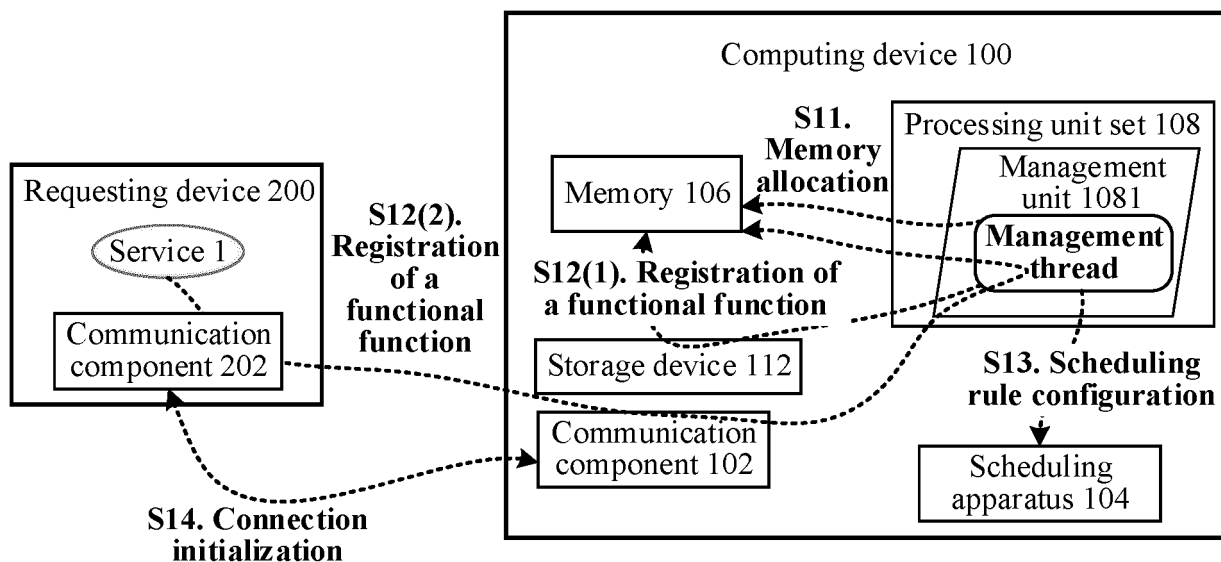 Computing device 100
Requesting device 200
Service 1
Communication
component 202
S12(2).
Registration
of a
functional
function
S14. Connection
initialization
Memory 106
S11.
Memory
allocation
Processing unit set 108
Management
unit 1081
Management
thread
S12(1). Registration of
a functional function
Storage device 112
Communication
component 102
S13. Scheduling
rule configuration
Scheduling
apparatus 104